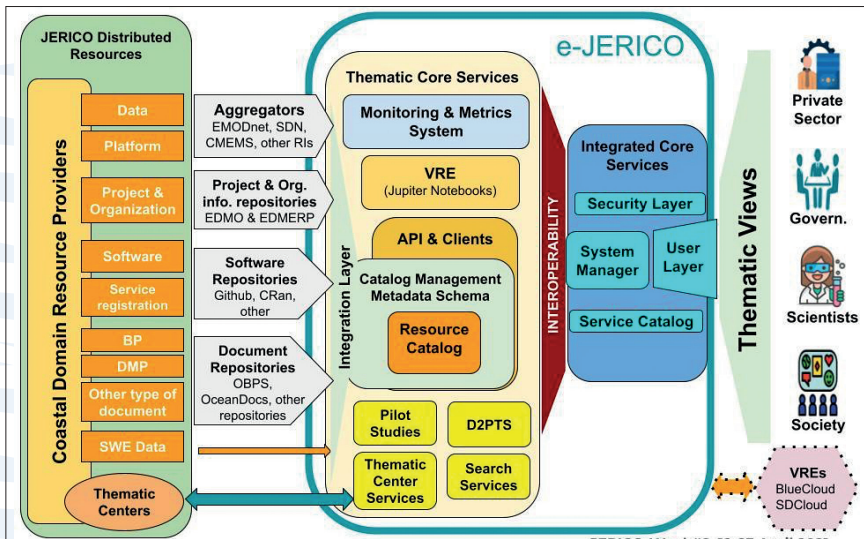 JERICO Distributed
Resources
Coastal Domain Resource Providers
Data
Platform
Project &
Organization
Software
Service
registration
BP
DMP
Other type of
document
SWE Data
Thematic
Centers
Aggregators
EMODnet, SDN,
CMEMS, other RIs
Project & Org.
info. repositories
EDMO & EDMERP
Software
Repositories
Github, CRan,
other
Document
Repositories
OBPS,
OceanDocs, other
repositories
e-JERICO
Thematic Core Services
Monitoring & Metrics
System
VRE
(Jupiter Notebooks)
API & Clients
Integration Layer
Catalog Management
Metadata Schema
Resource
Catalog
Pilot
Studies
D2PTS
Thematic
Center
Services
Search
Services
INTEROPERABILITY
Integrated Core
Services
Security Layer
System
Manager
User
Layer
Service Catalog
Thematic Views
Private
Sector
Govern.
Scientists
Society
VREs
BlueCloud
SDCloud